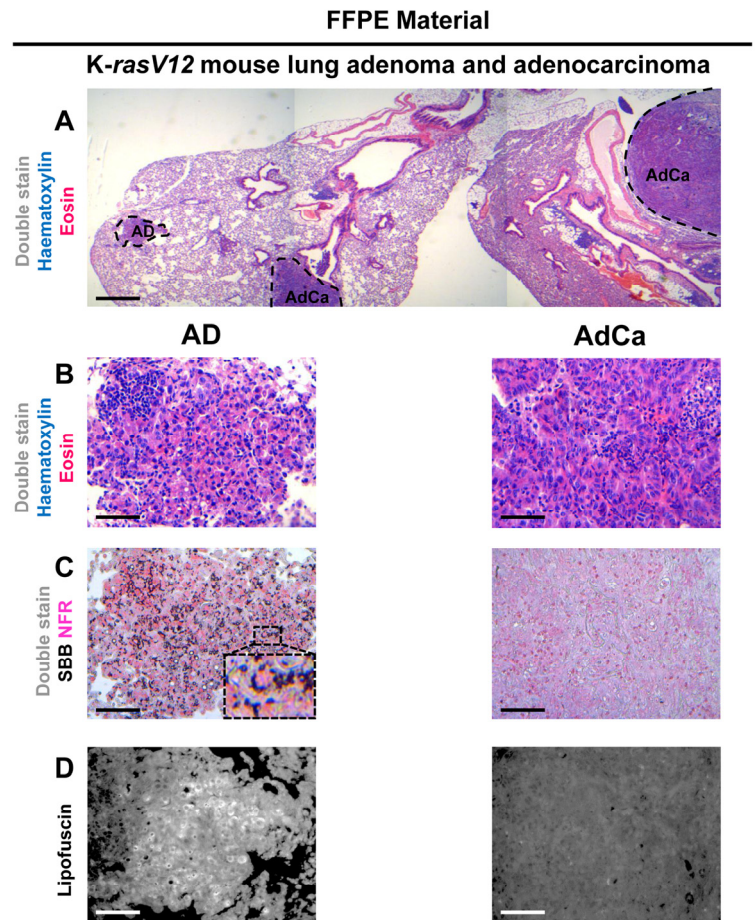 FFPE Material
K-rasV12 mouse lung adenoma and adenocarcinoma
A
Double stain
Haematoxylin
Eosin
AD
AdCa
AdCa
AD
AdCa
B
Double stain
Haematoxylin
Eosin
C
Double stain
SBB NFR
D
Lipofuscin